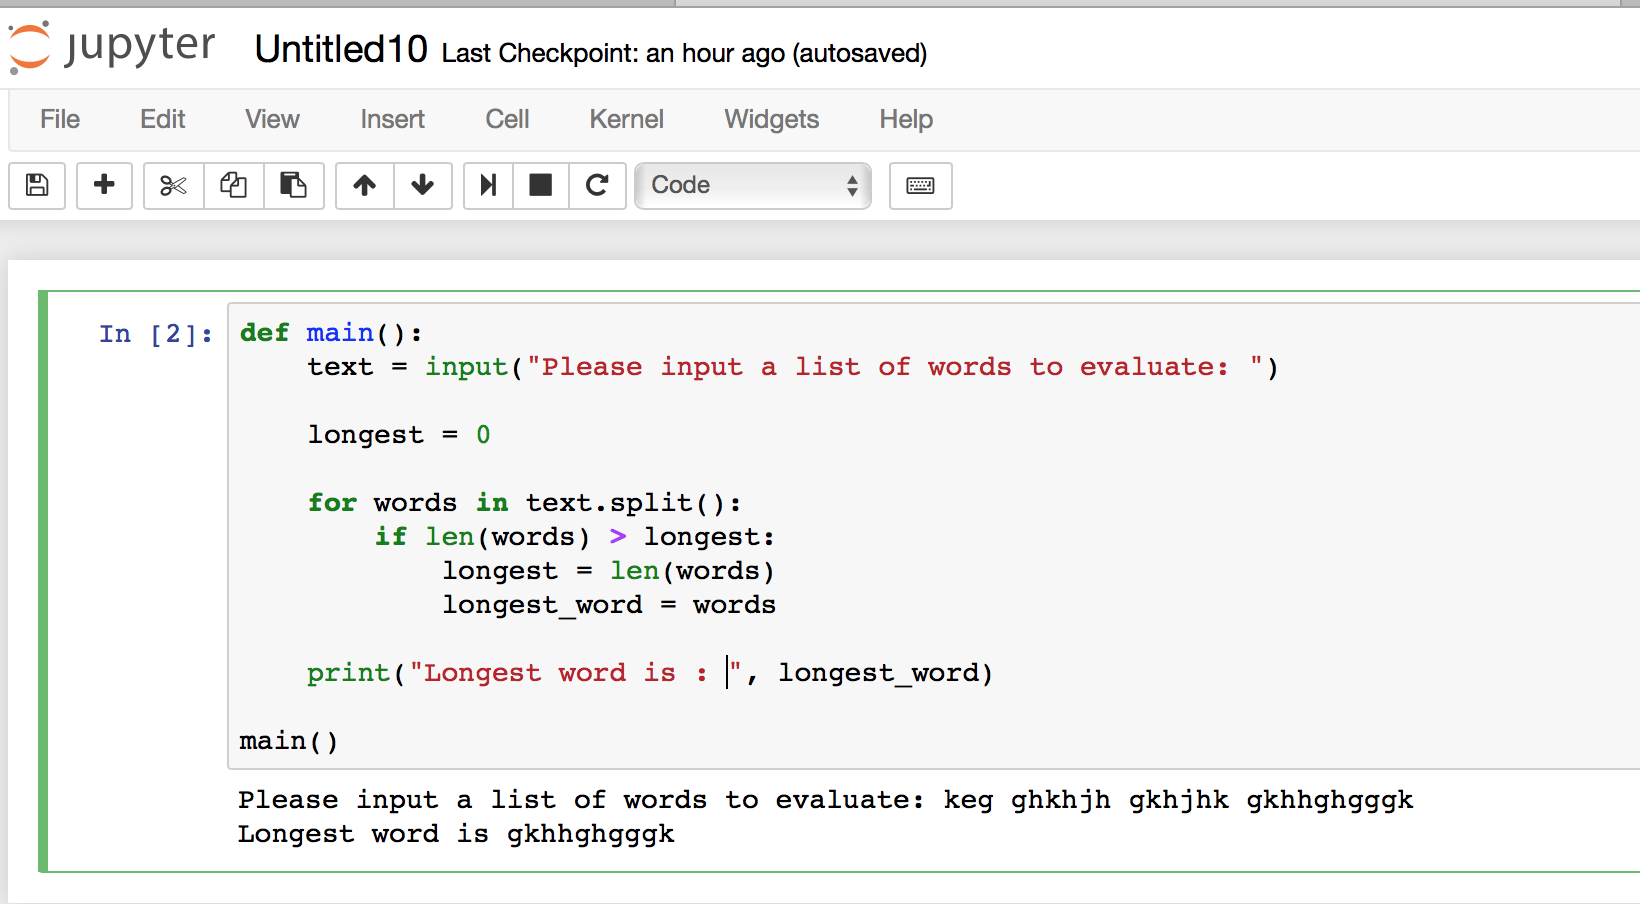 jupyter Untitled10 Last Checkpoint: an hour ago (autosaved)
File Edit View Insert Cell Kernel Widgets Help
Code
In [2]: def main():
    text = input("Please input a list of words to evaluate: ")
    longest = 0
    for words in text.split():
        if len(words) > longest:
            longest = len(words)
            longest_word = words
    print("Longest word is : ", longest_word)
main()
Please input a list of words to evaluate: keg ghkhjh gkhjhk gkhhghgggk
Longest word is gkhhghgggk